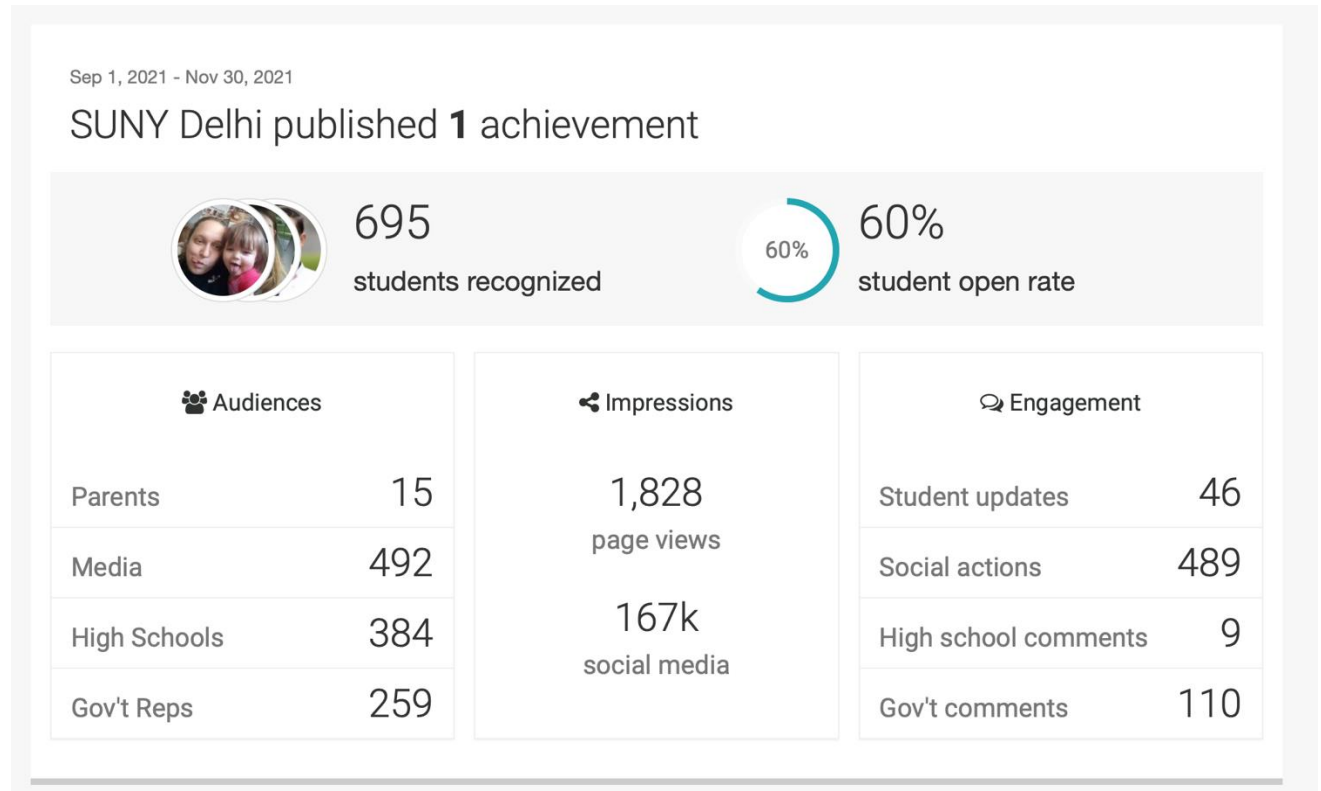 Sep 1, 2021 - Nov 30, 2021
SUNY Delhi published 1 achievement
695
students recognized
60%
60%
student open rate
Audiences
Parents 15
Media 492
High Schools 384
Gov't Reps 259
Impressions
1,828
page views
167k
social media
Engagement
Student updates 46
Social actions 489
High school comments 9
Gov't comments 110